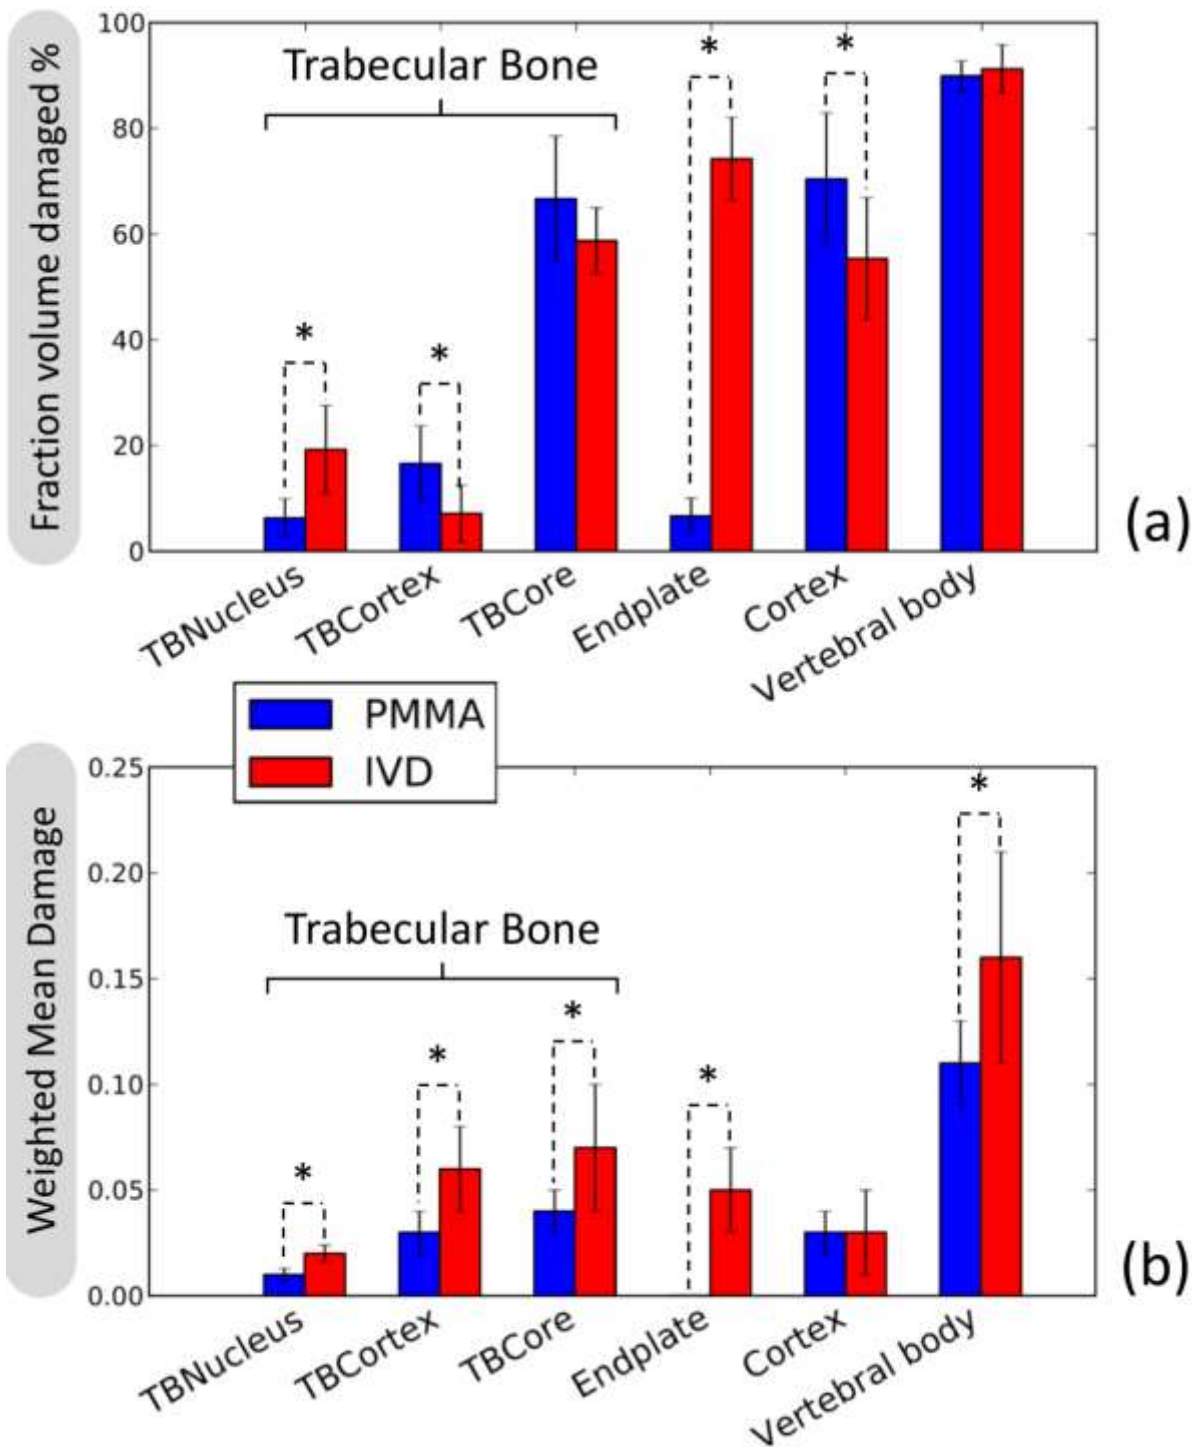 Fraction volume damaged %
100
80
60
40
20
0
Trabecular Bone
*
*
*
*
TBNucleus
TBCortex
TBCore
Endplate
Cortex
Vertebral body
(a)
PMMA
IVD
Weighted Mean Damage
0.25
0.20
0.15
0.10
0.05
0.00
Trabecular Bone
*
*
*
*
*
TBNucleus
TBCortex
TBCore
Endplate
Cortex
Vertebral body
(b)